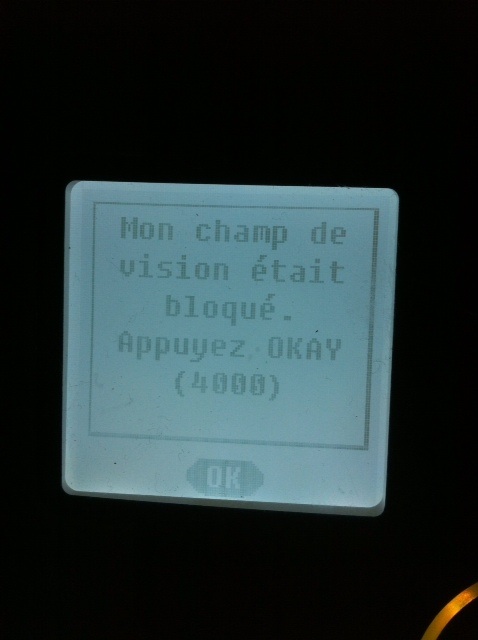 Mon champ de
vision était
bloqué.
Appuyez OKAY
(4000)
OK